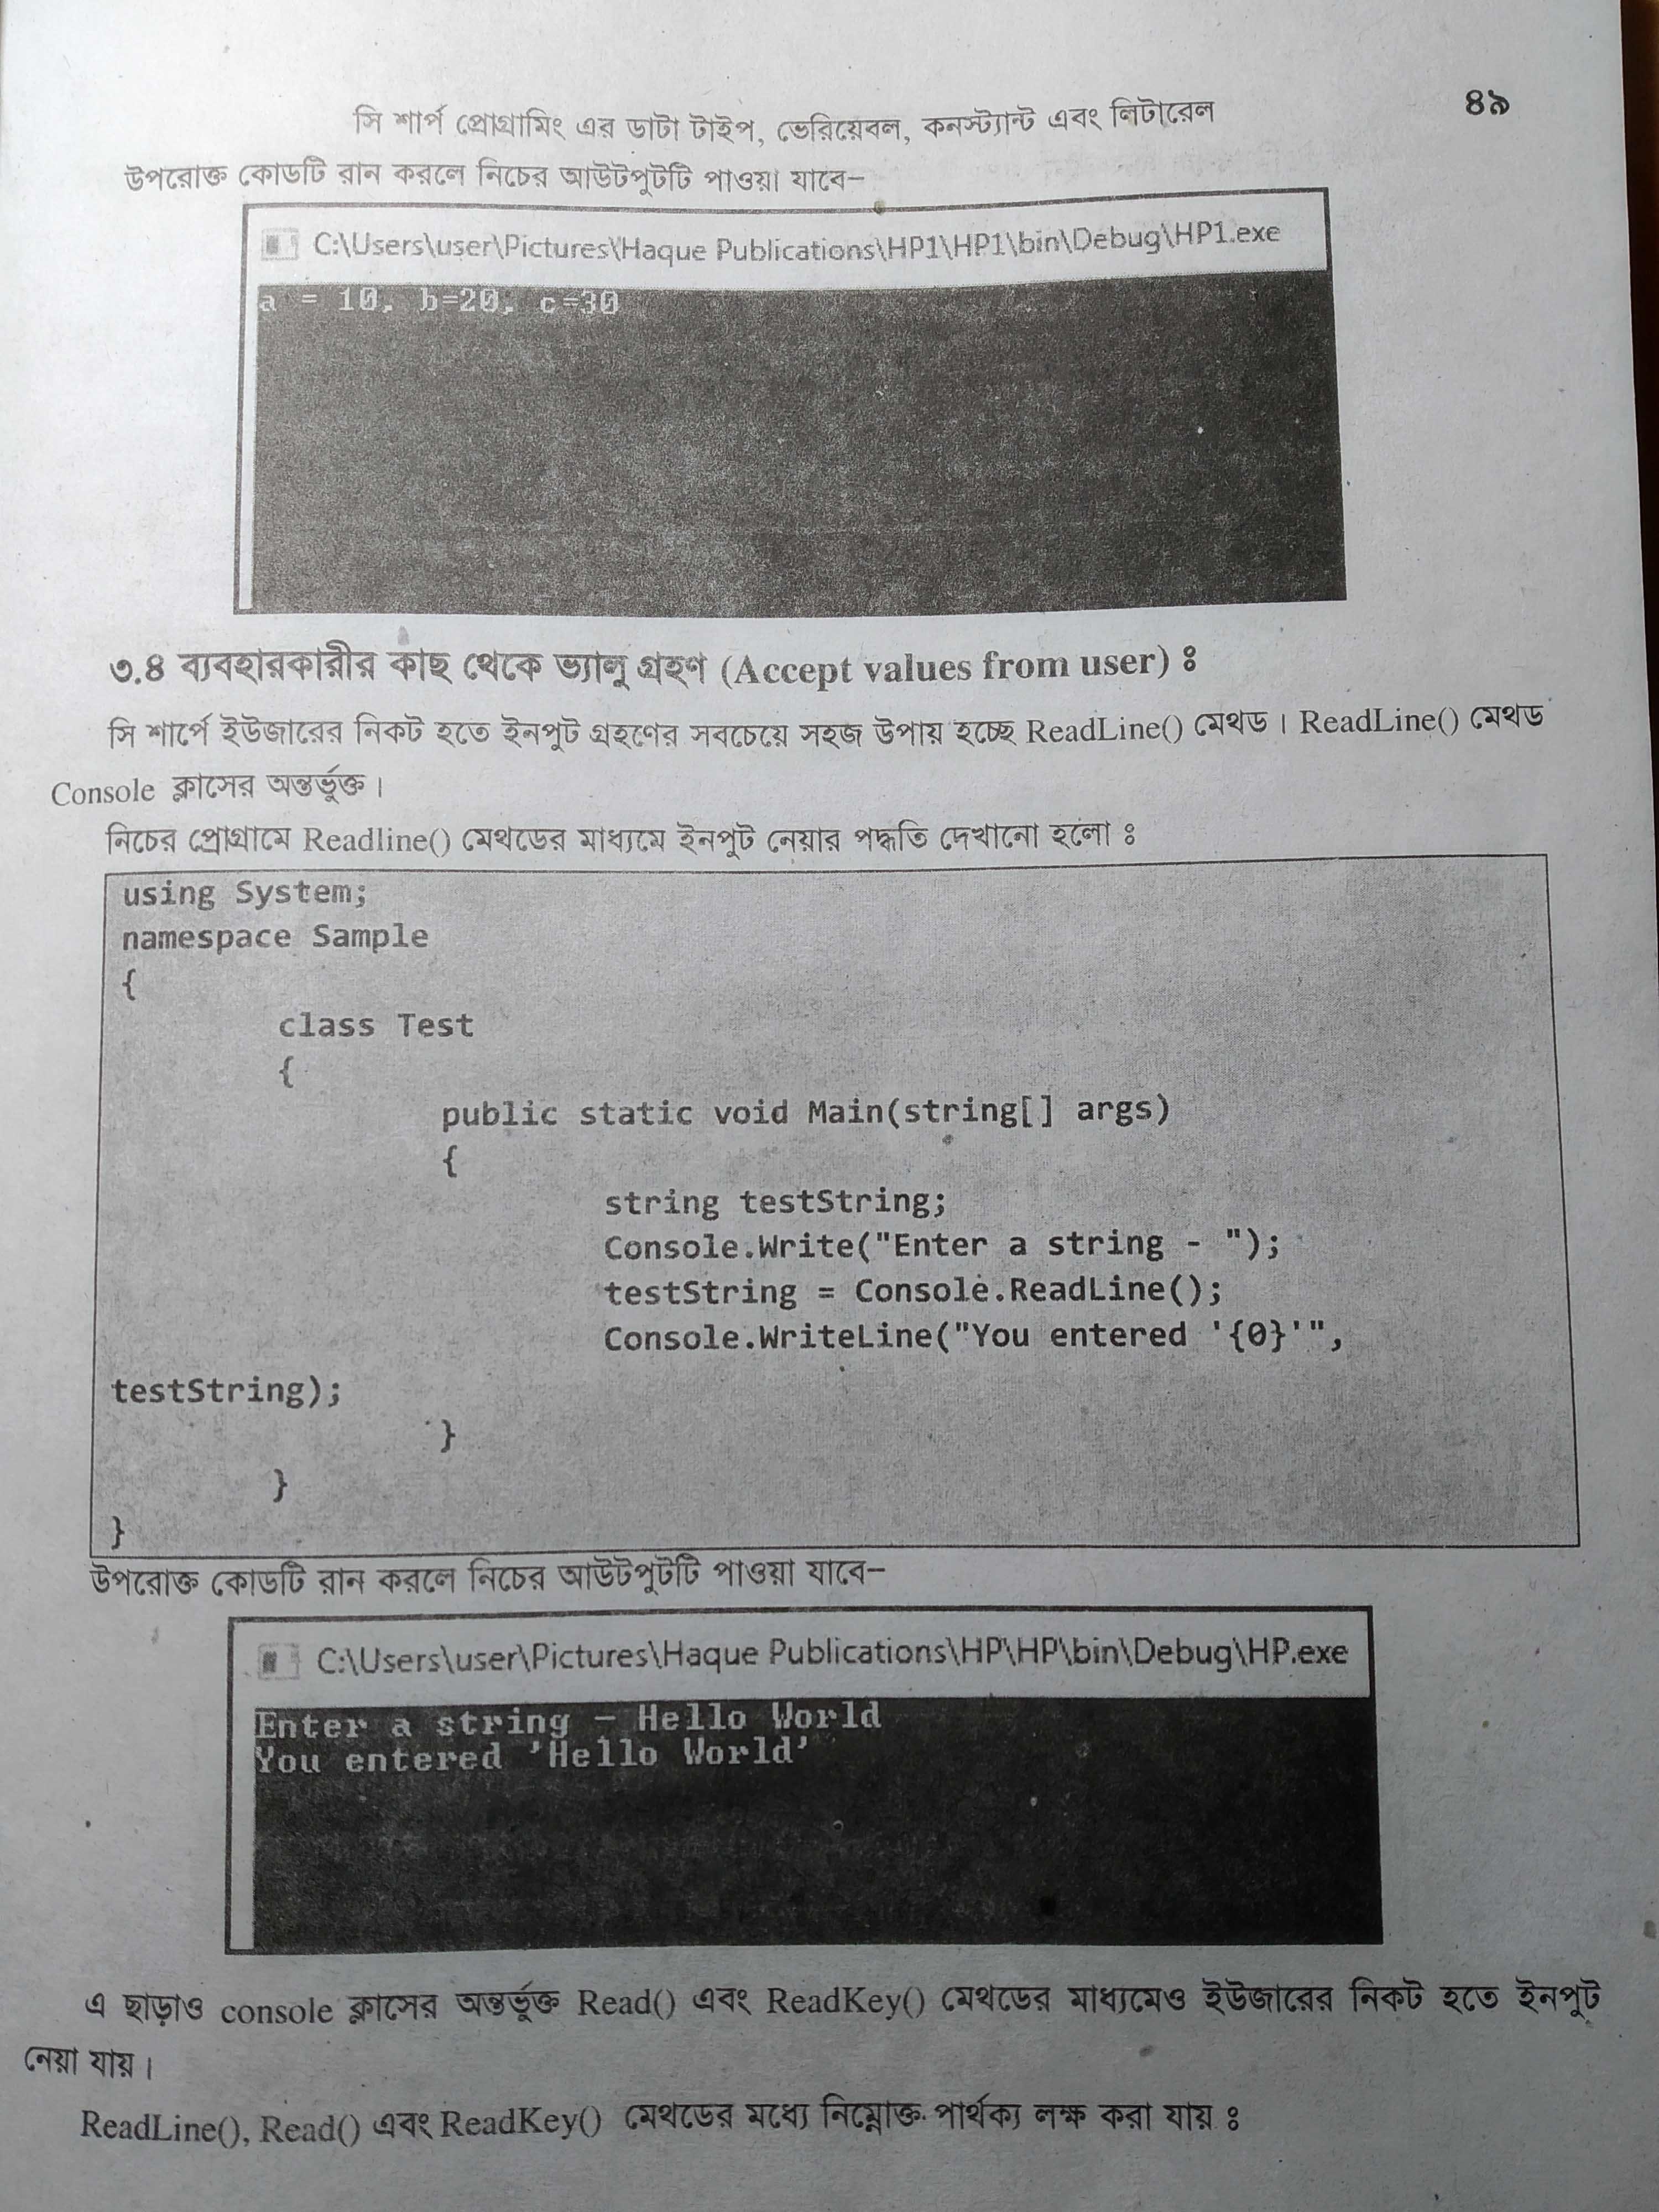 সি শার্প প্রোগ্রামিং এর ডাটা টাইপ, ভেরিয়েবল, কনস্ট্যান্ট এবং লিটারেল
৪৯
উপরোক্ত কোডটি রান করলে নিচের আউটপুটটি পাওয়া যাবে–
C:\Users\user\Pictures\Haque Publications\HP1\HP1\bin\Debug\HP1.exe
a = 10, b=20, c=30
৩.৪ ব্যবহারকারীর কাছ থেকে ভ্যালু গ্রহণ (Accept values from user) ঃ
সি শার্পে ইউজারের নিকট হতে ইনপুট গ্রহণের সবচেয়ে সহজ উপায় হচ্ছে ReadLine() মেথড। ReadLine() মেথড
Console ক্লাসের অন্তর্ভুক্ত।
নিচের প্রোগ্রামে Readline() মেথডের মাধ্যমে ইনপুট নেয়ার পদ্ধতি দেখানো হলো ঃ
using System;
namespace Sample
{
class Test
{
public static void Main(string[] args)
{
string testString;
Console.Write("Enter a string - ");
testString = Console.ReadLine();
Console.WriteLine("You entered '{0}'",
testString);
}
}
}
উপরোক্ত কোডটি রান করলে নিচের আউটপুটটি পাওয়া যাবে–
C:\Users\user\Pictures\Haque Publications\HP\HP\bin\Debug\HP.exe
Enter a string - Hello World
You entered 'Hello World'
এ ছাড়াও console ক্লাসের অন্তর্ভুক্ত Read() এবং ReadKey() মেথডের মাধ্যমেও ইউজারের নিকট হতে ইনপুট
নেয়া যায়।
ReadLine(), Read() এবং ReadKey() মেথডের মধ্যে নিম্নোক্ত পার্থক্য লক্ষ করা যায় ঃ